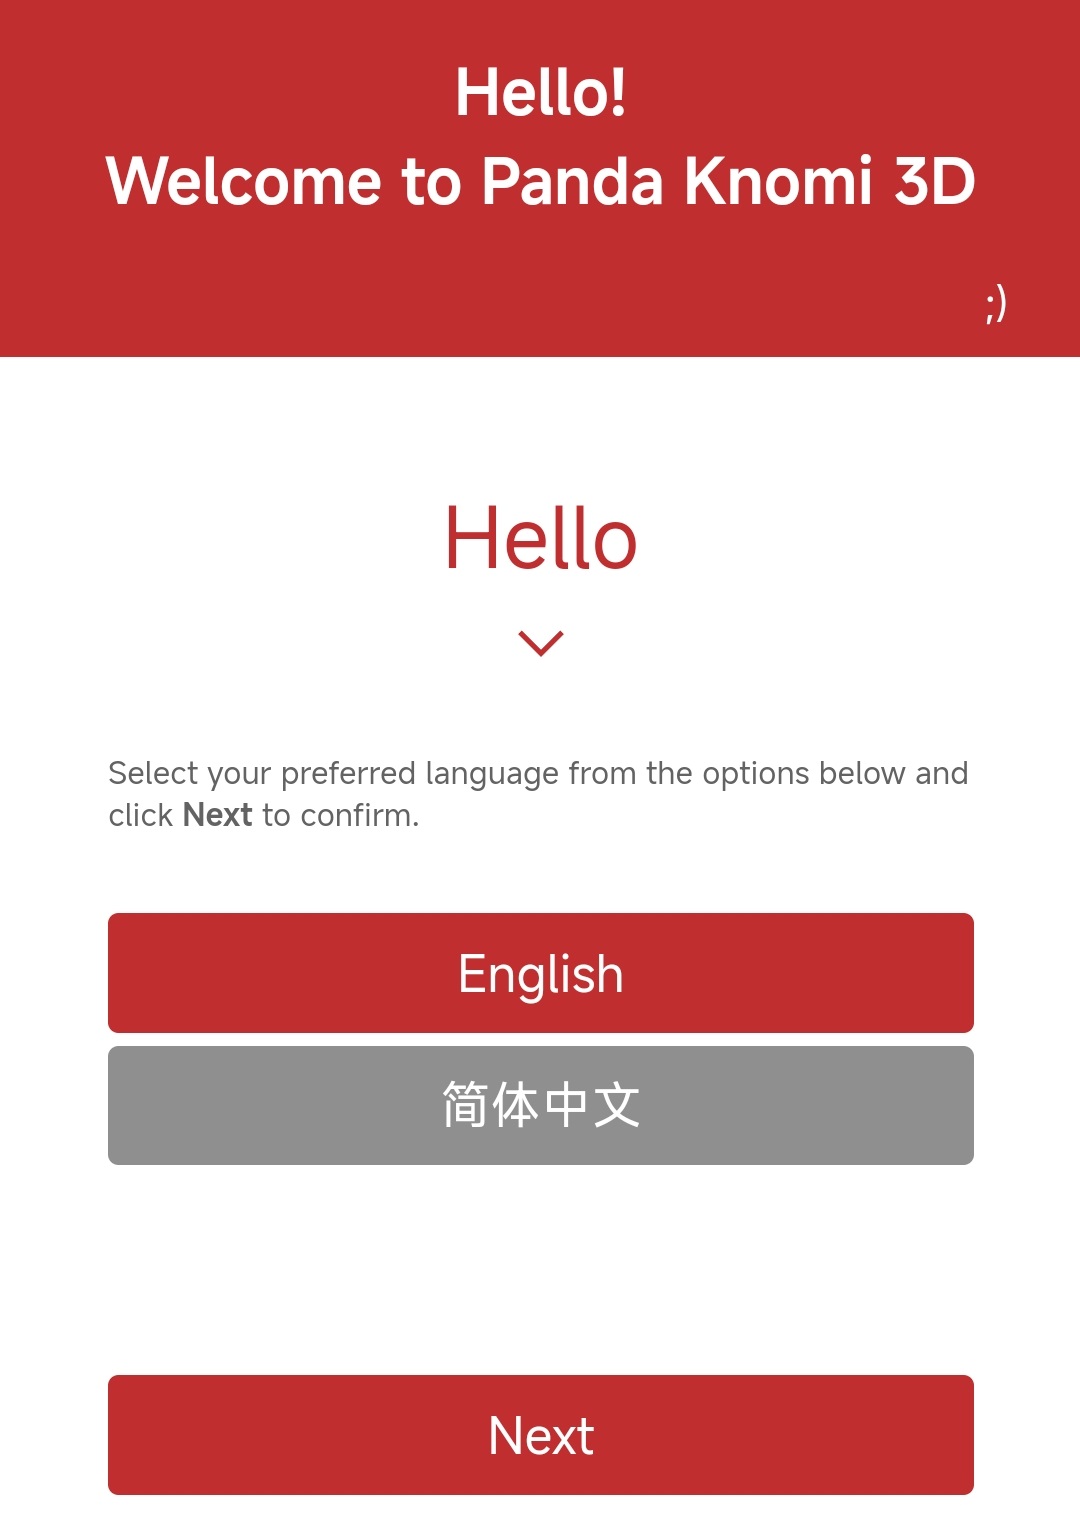 Hello!
Welcome to Panda Knomi 3D
;)
Hello
Select your preferred language from the options below and
click Next to confirm.
English
简体中文
Next